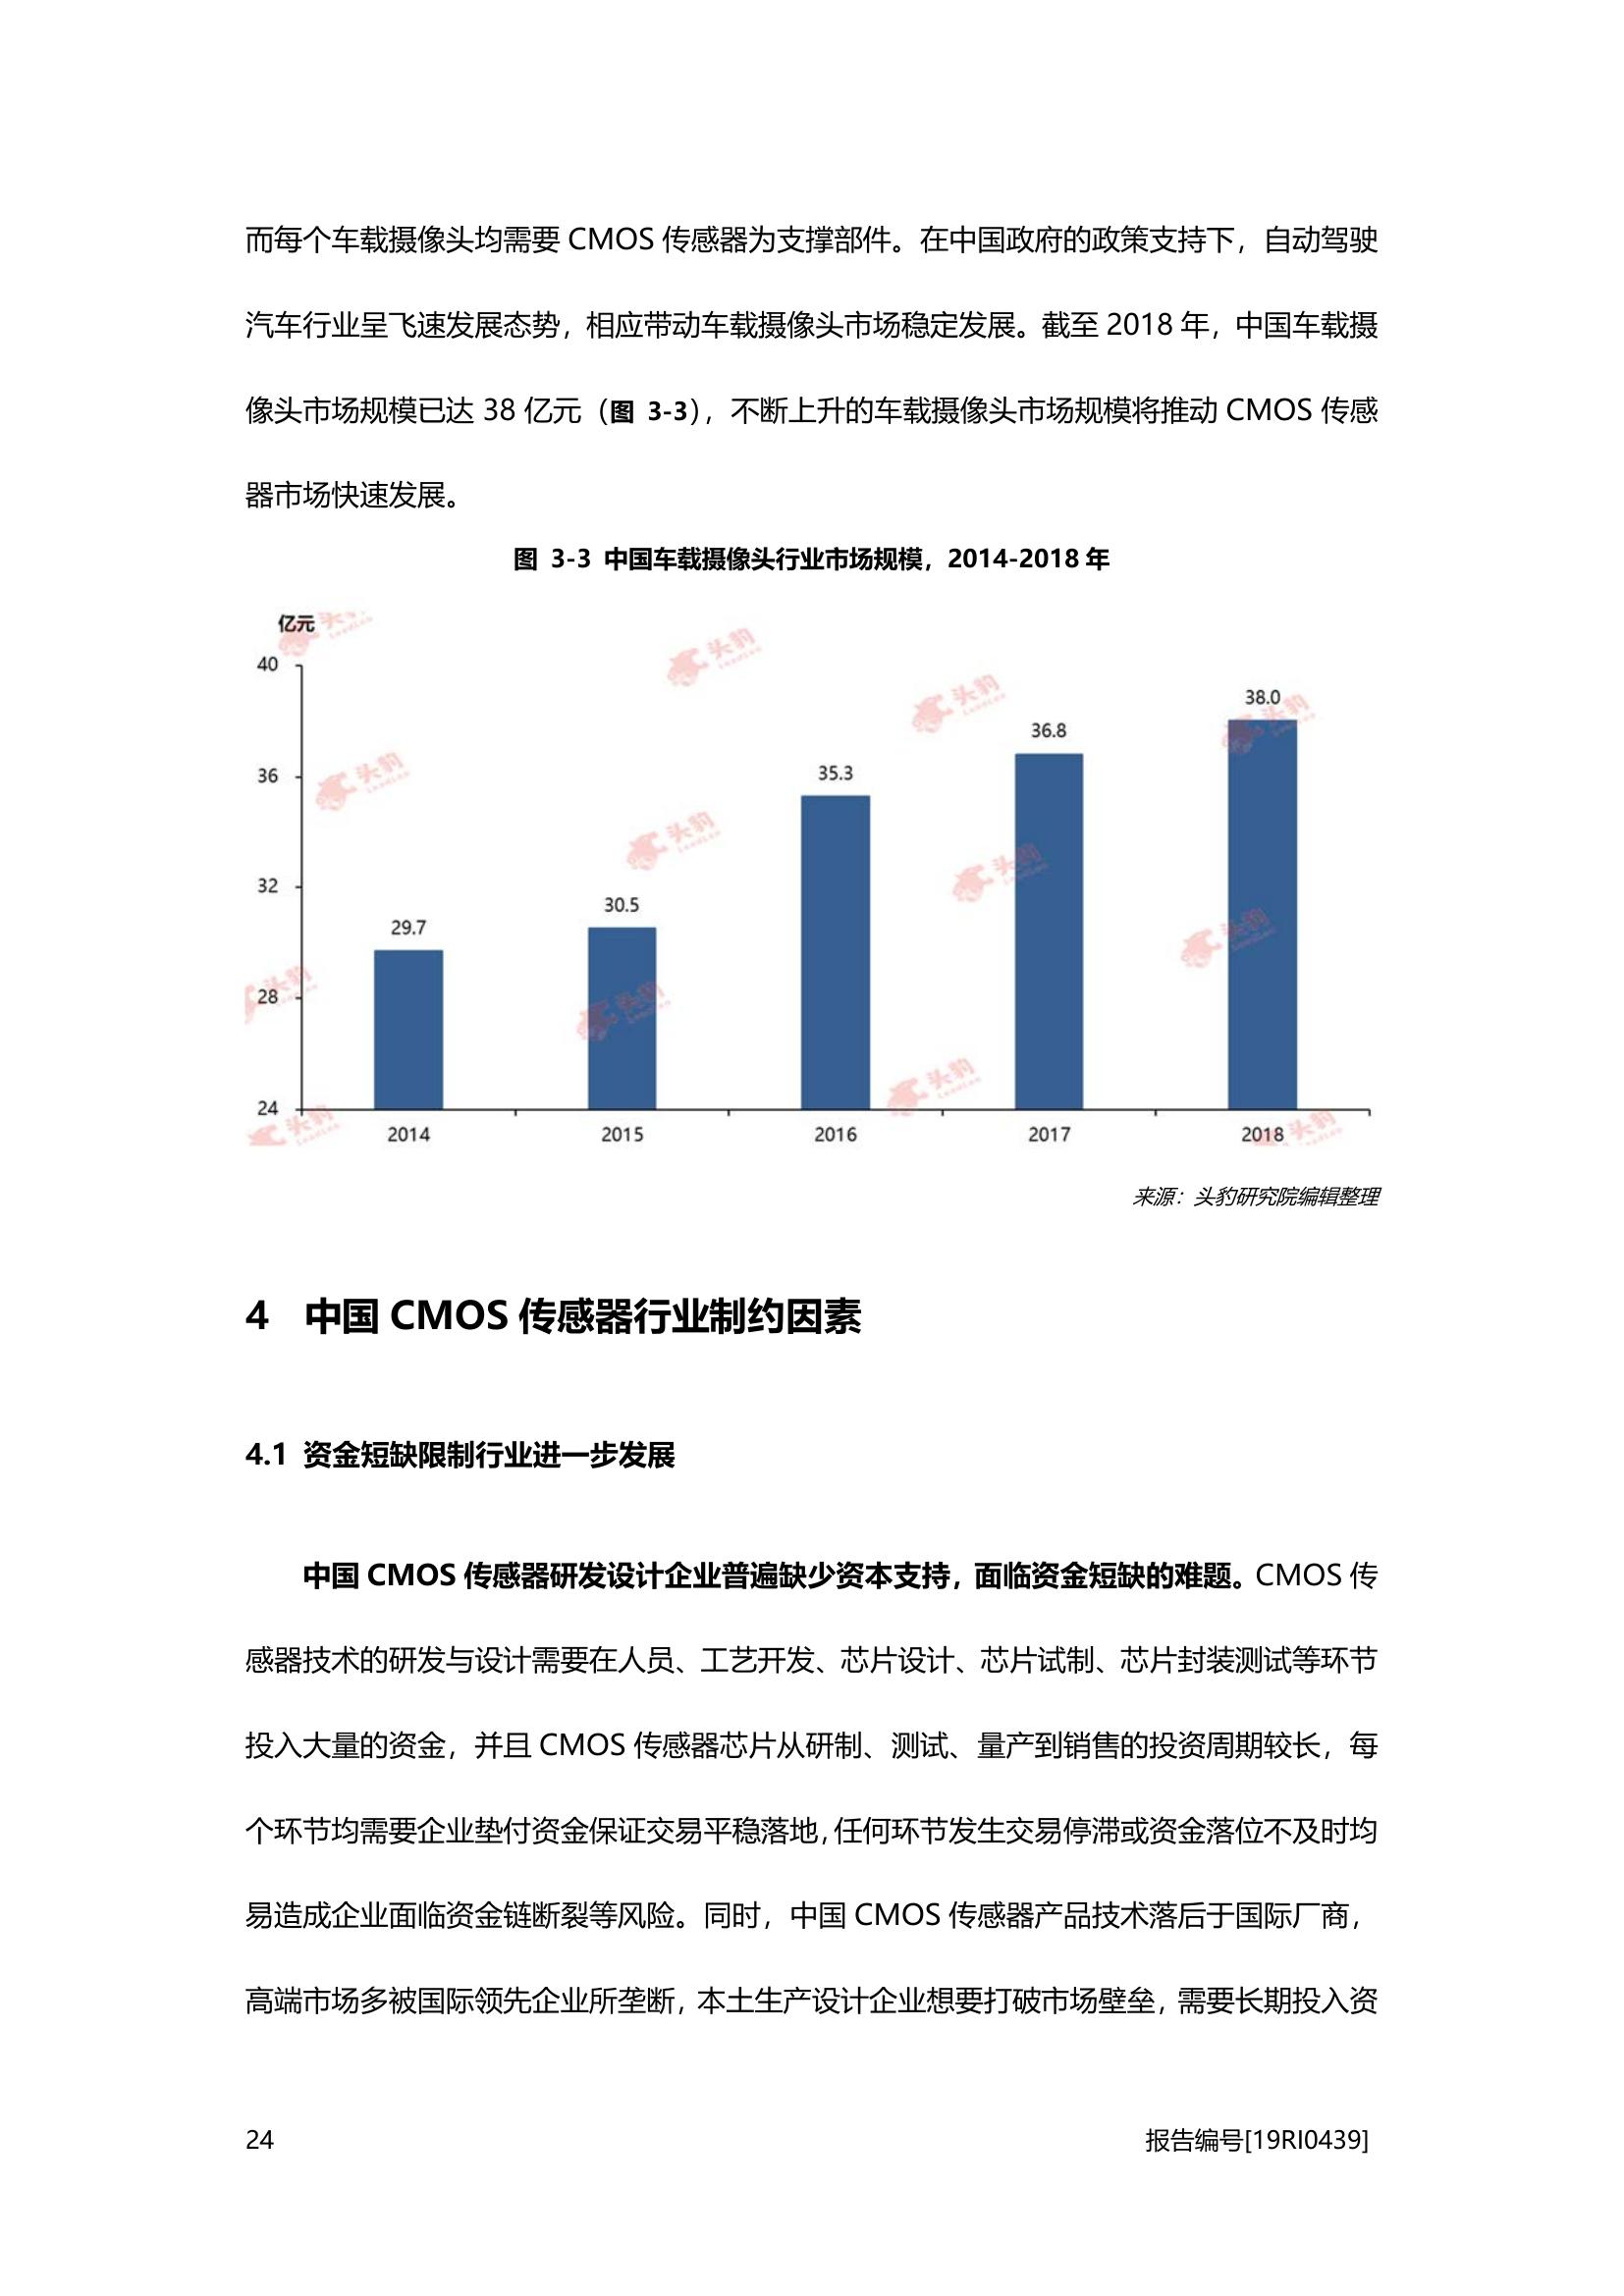 而每个车载摄像头均需要 CMOS 传感器为支撑部件。在中国政府的政策支持下，自动驾驶
汽车行业呈飞速发展态势，相应带动车载摄像头市场稳定发展。截至 2018 年，中国车载摄
像头市场规模已达 38 亿元（图 3-3），不断上升的车载摄像头市场规模将推动 CMOS 传感
器市场快速发展。
图 3-3 中国车载摄像头行业市场规模，2014-2018 年
亿元
40
36
32
28
24
29.7
30.5
35.3
36.8
38.0
2014
2015
2016
2017
2018
头豹
LeadLeo
来源：头豹研究院编辑整理
4 中国 CMOS 传感器行业制约因素
4.1 资金短缺限制行业进一步发展
中国 CMOS 传感器研发设计企业普遍缺少资本支持，面临资金短缺的难题。CMOS 传
感器技术的研发与设计需要在人员、工艺开发、芯片设计、芯片试制、芯片封装测试等环节
投入大量的资金，并且 CMOS 传感器芯片从研制、测试、量产到销售的投资周期较长，每
个环节均需要企业垫付资金保证交易平稳落地，任何环节发生交易停滞或资金落位不及时均
易造成企业面临资金链断裂等风险。同时，中国 CMOS 传感器产品技术落后于国际厂商，
高端市场多被国际领先企业所垄断，本土生产设计企业想要打破市场壁垒，需要长期投入资
24
报告编号[19RI0439]